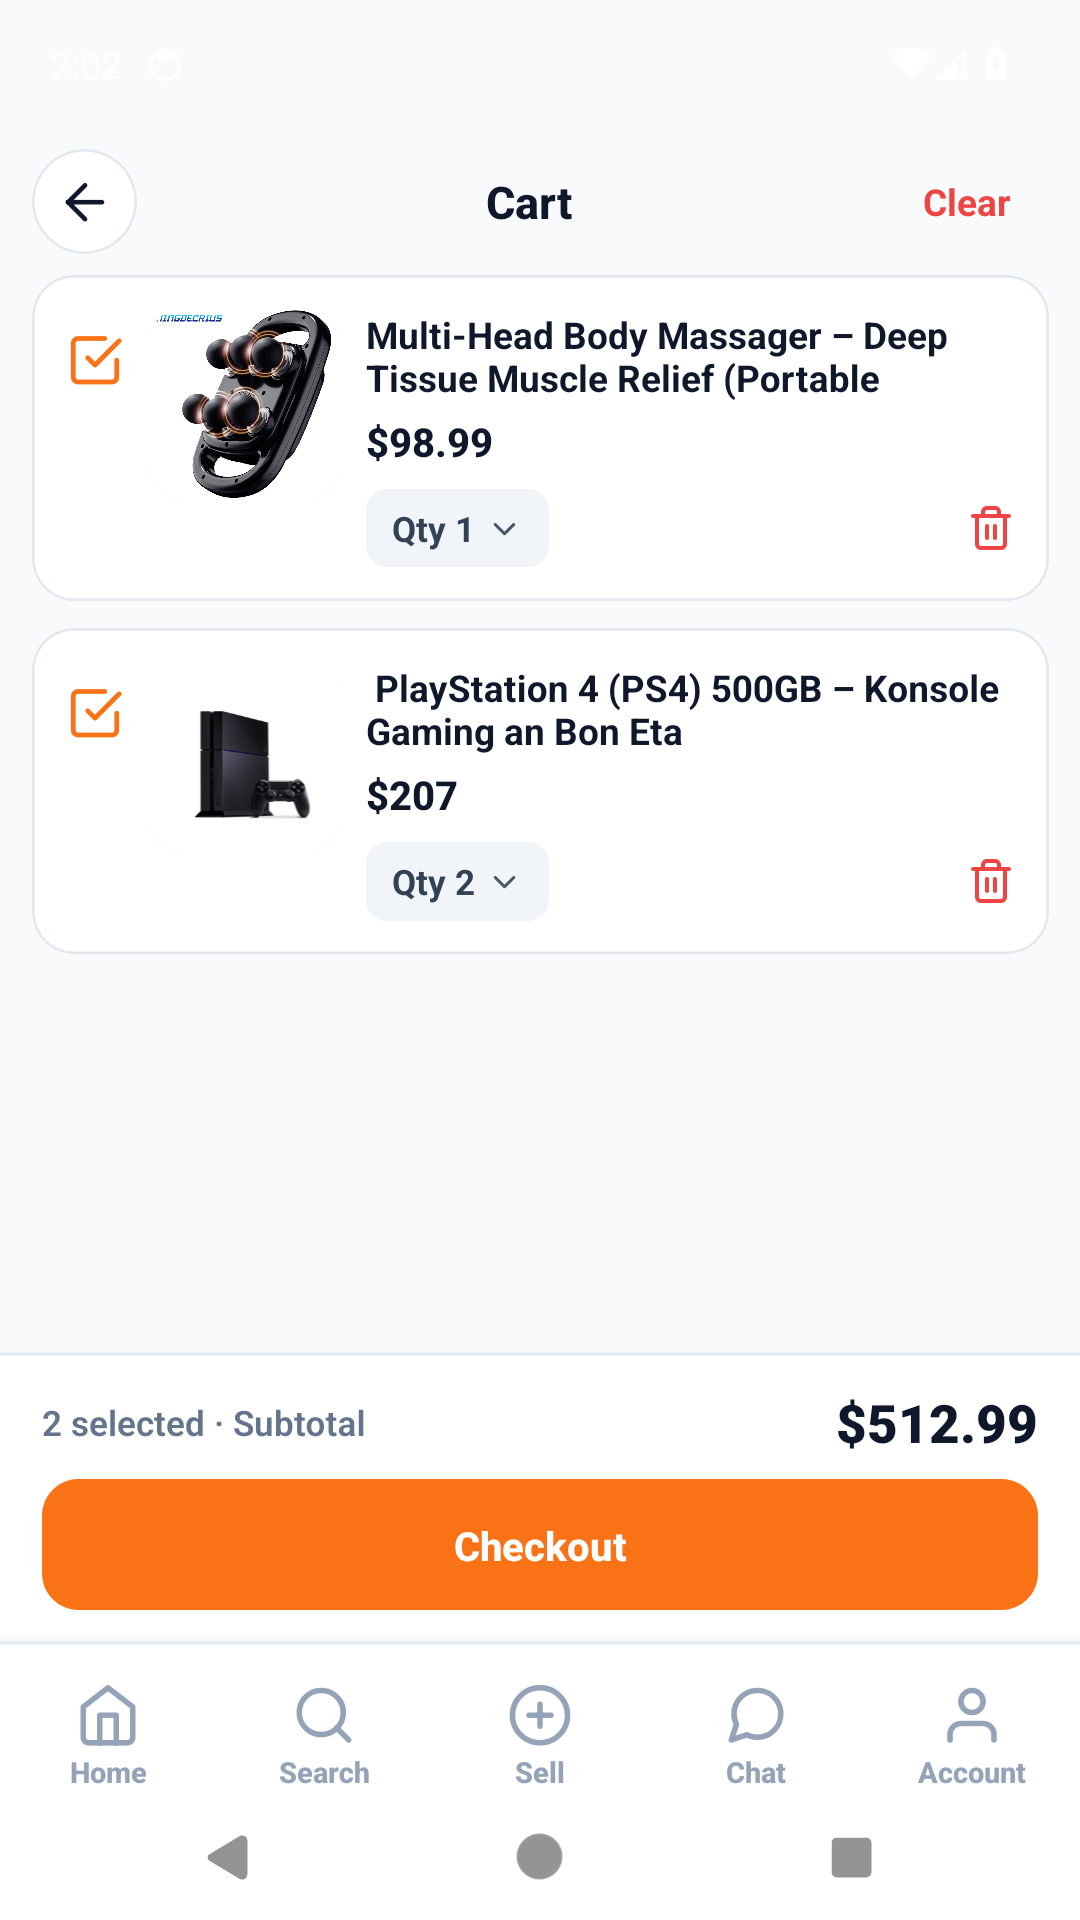 2:02
Cart
Clear
Multi-Head Body Massager – Deep
Tissue Muscle Relief (Portable
$98.99
Qty 1
PlayStation 4 (PS4) 500GB – Konsole
Gaming an Bon Eta
$207
Qty 2
2 selected · Subtotal
$512.99
Checkout
Home
Search
Sell
Chat
Account